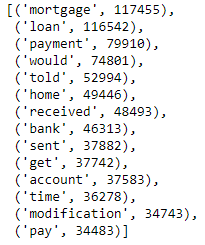 [('mortgage', 117455),
('loan', 116542),
('payment', 79910),
('would', 74801),
('told', 52994),
('home', 49446),
('received', 48493),
('bank', 46313),
('sent', 37882),
('get', 37742),
('account', 37583),
('time', 36278),
('modification', 34743),
('pay', 34483)]